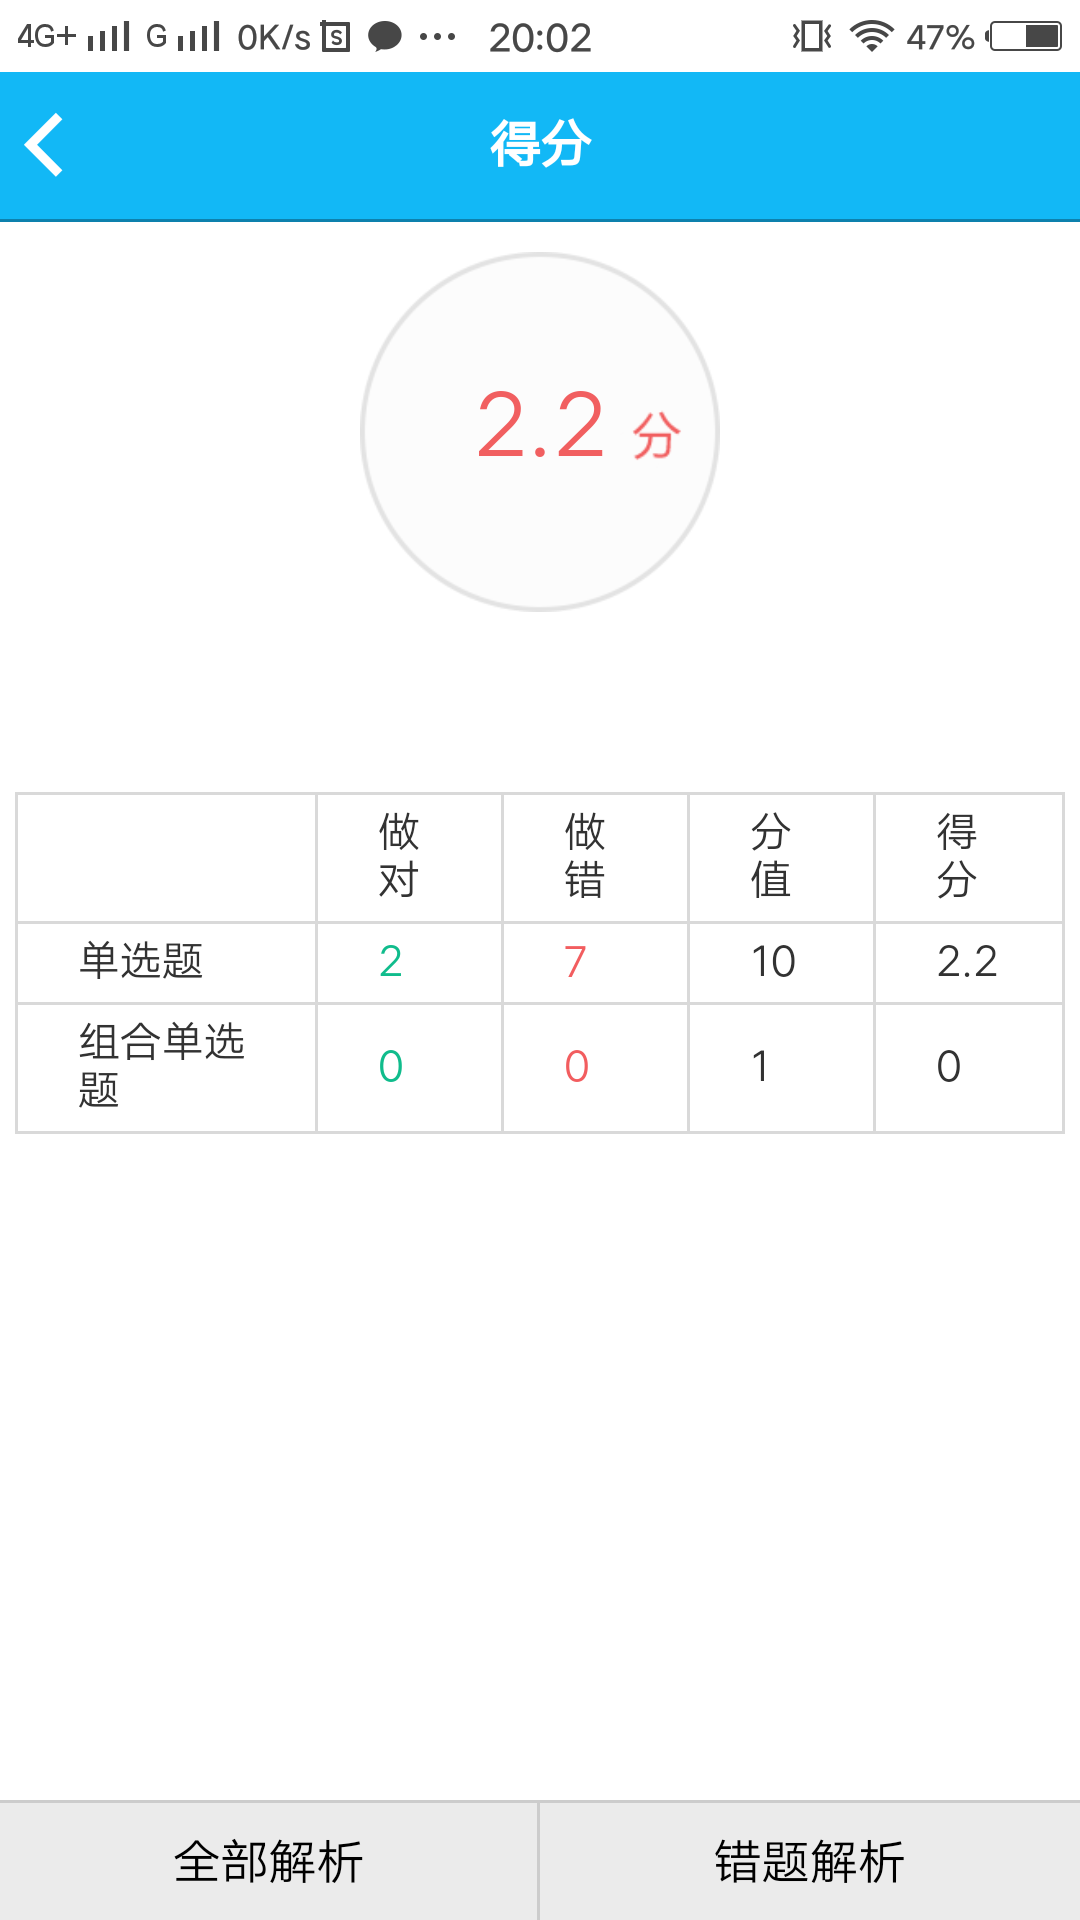 4G+ G 0K/s S 20:02 47%
得分
2.2 分
做对 做错 分值 得分
单选题 2 7 10 2.2
组合单选题 0 0 1 0
全部解析 错题解析